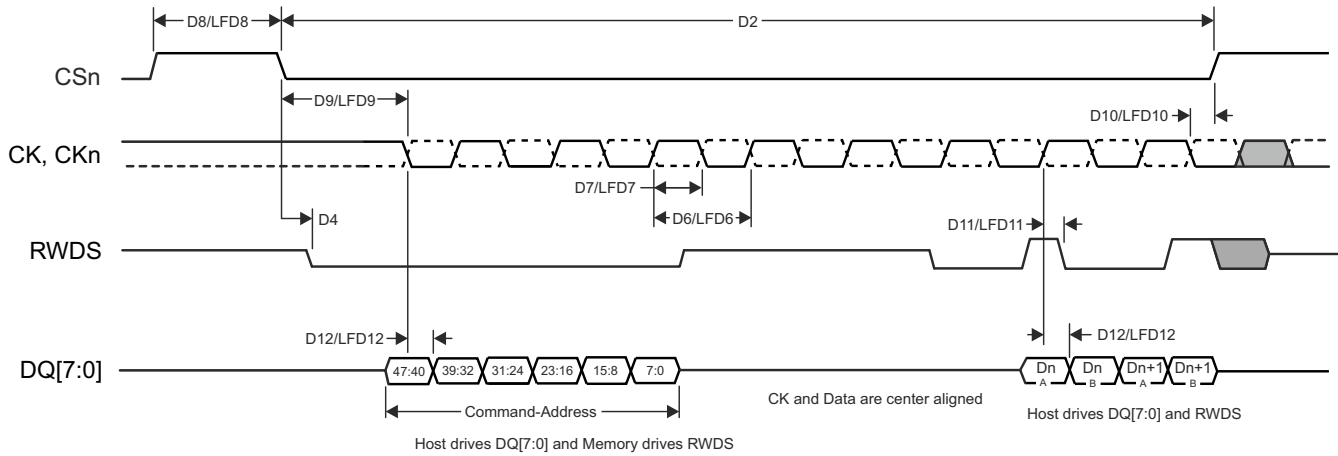 D8/LFD8
D2
CSn
D9/LFD9
D10/LFD10
CK, CKn
D7/LFD7
D4
D6/LFD6
D11/LFD11
RWDS
D12/LFD12
D12/LFD12
DQ[7:0]
47:40 39:32 31:24 23:16 15:8 7:0
Dn A Dn B Dn+1 A Dn+1 B
Command-Address
CK and Data are center aligned
Host drives DQ[7:0] and RWDS
Host drives DQ[7:0] and Memory drives RWDS